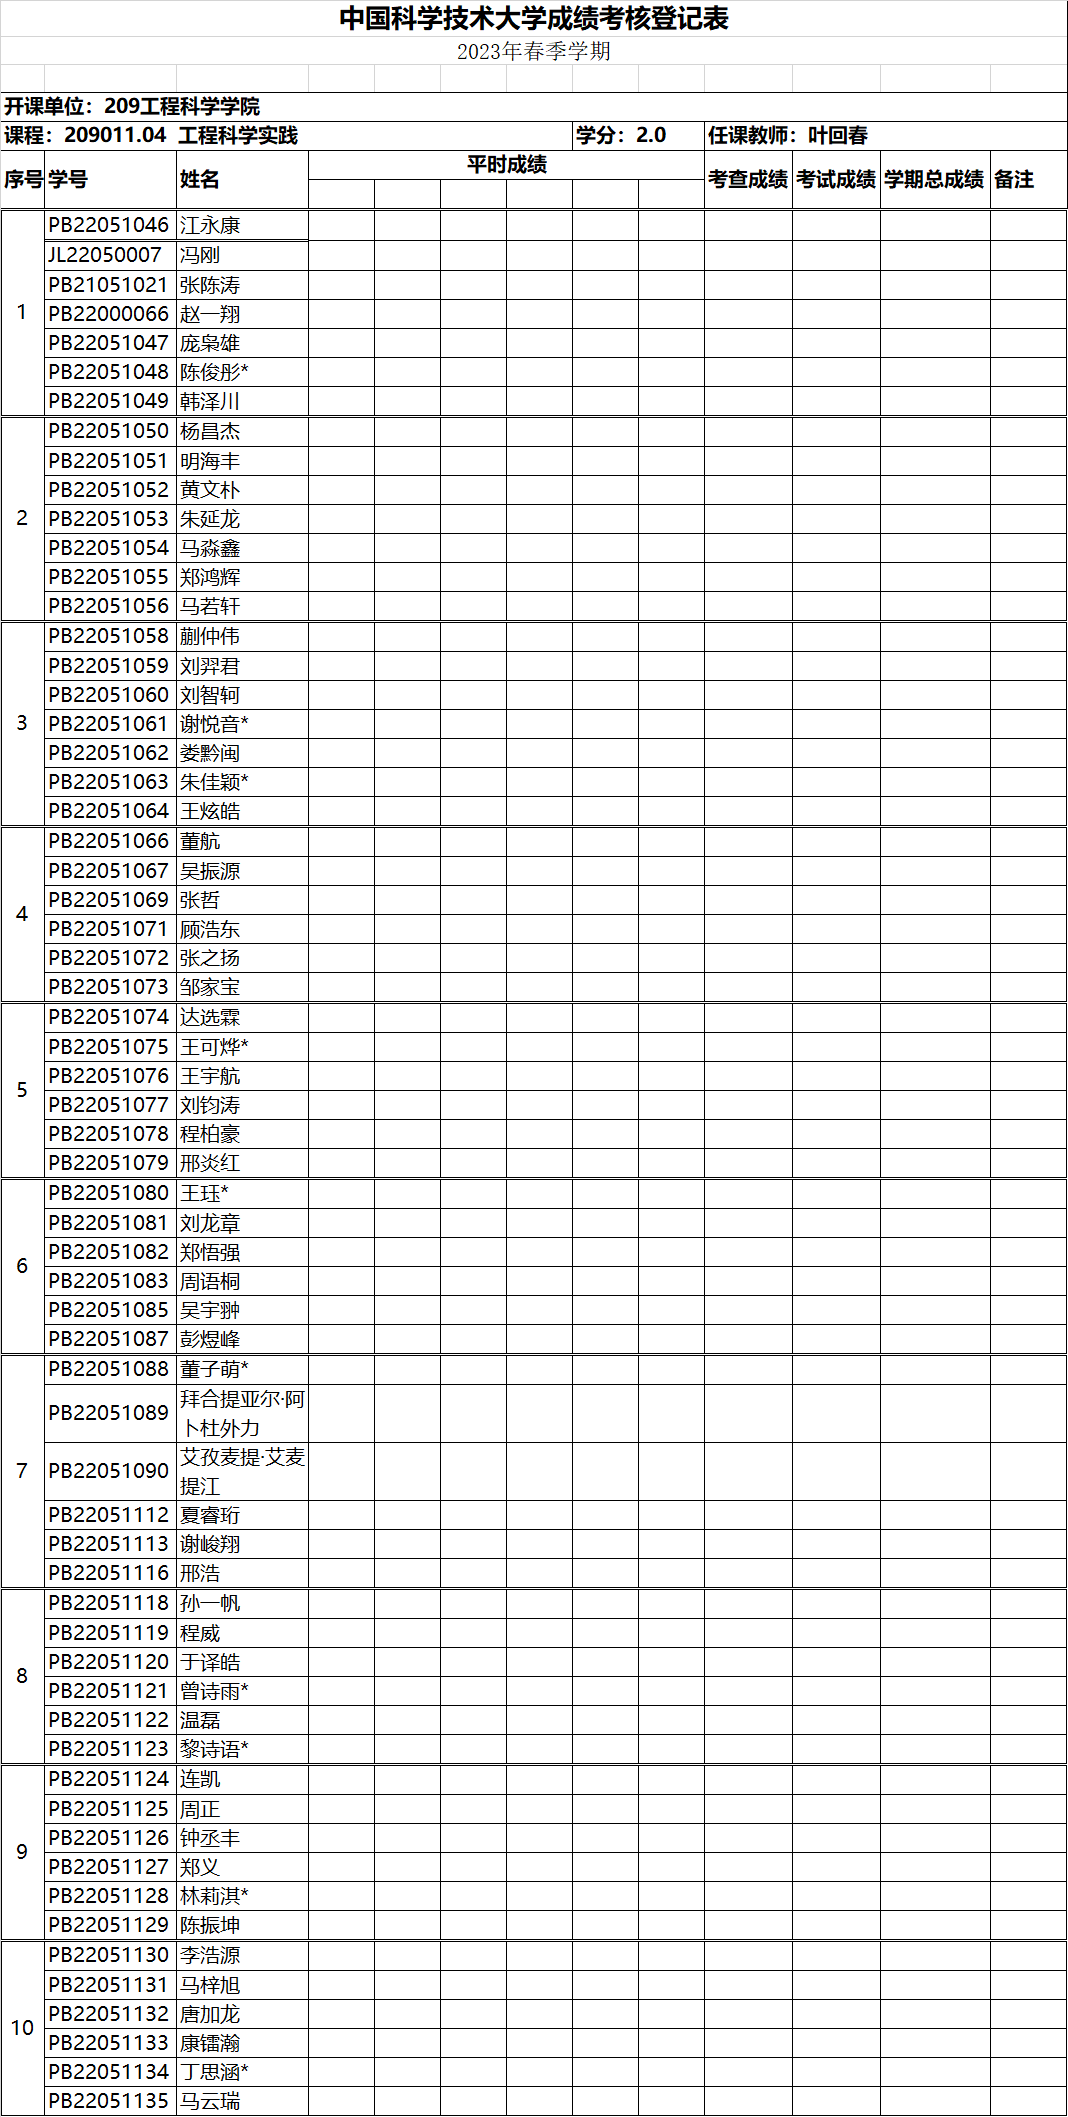 中国科学技术大学成绩考核登记表
2023年春季学期
开课单位：209工程科学学院
课程：209011.04 工程科学实践 学分：2.0 任课教师：叶回春
序号 学号 姓名 平时成绩 考查成绩 考试成绩 学期总成绩 备注
1
PB22051046 江永康
JL22050007 冯刚
PB21051021 张陈涛
PB22000066 赵一翔
PB22051047 庞枭雄
PB22051048 陈俊彤*
PB22051049 韩泽川
2
PB22051050 杨昌杰
PB22051051 明海丰
PB22051052 黄文朴
PB22051053 朱延龙
PB22051054 马淼鑫
PB22051055 郑鸿辉
PB22051056 马若轩
3
PB22051058 蒯仲伟
PB22051059 刘羿君
PB22051060 刘智轲
PB22051061 谢悦音*
PB22051062 娄黔闽
PB22051063 朱佳颖*
PB22051064 王炫皓
4
PB22051066 董航
PB22051067 吴振源
PB22051069 张哲
PB22051071 顾浩东
PB22051072 张之扬
PB22051073 邹家宝
5
PB22051074 达选霖
PB22051075 王可烨*
PB22051076 王宇航
PB22051077 刘钧涛
PB22051078 程柏豪
PB22051079 邢炎红
6
PB22051080 王珏*
PB22051081 刘龙章
PB22051082 郑悟强
PB22051083 周语桐
PB22051085 吴宇翀
PB22051087 彭煜峰
7
PB22051088 董子萌*
PB22051089 拜合提亚尔·阿
卜杜外力
PB22051090 艾孜麦提·艾麦
提江
PB22051112 夏睿珩
PB22051113 谢峻翔
PB22051116 邢浩
8
PB22051118 孙一帆
PB22051119 程威
PB22051120 于译皓
PB22051121 曾诗雨*
PB22051122 温磊
PB22051123 黎诗语*
9
PB22051124 连凯
PB22051125 周正
PB22051126 钟丞丰
PB22051127 郑义
PB22051128 林莉淇*
PB22051129 陈振坤
10
PB22051130 李浩源
PB22051131 马梓旭
PB22051132 唐加龙
PB22051133 康镭瀚
PB22051134 丁思涵*
PB22051135 马云瑞